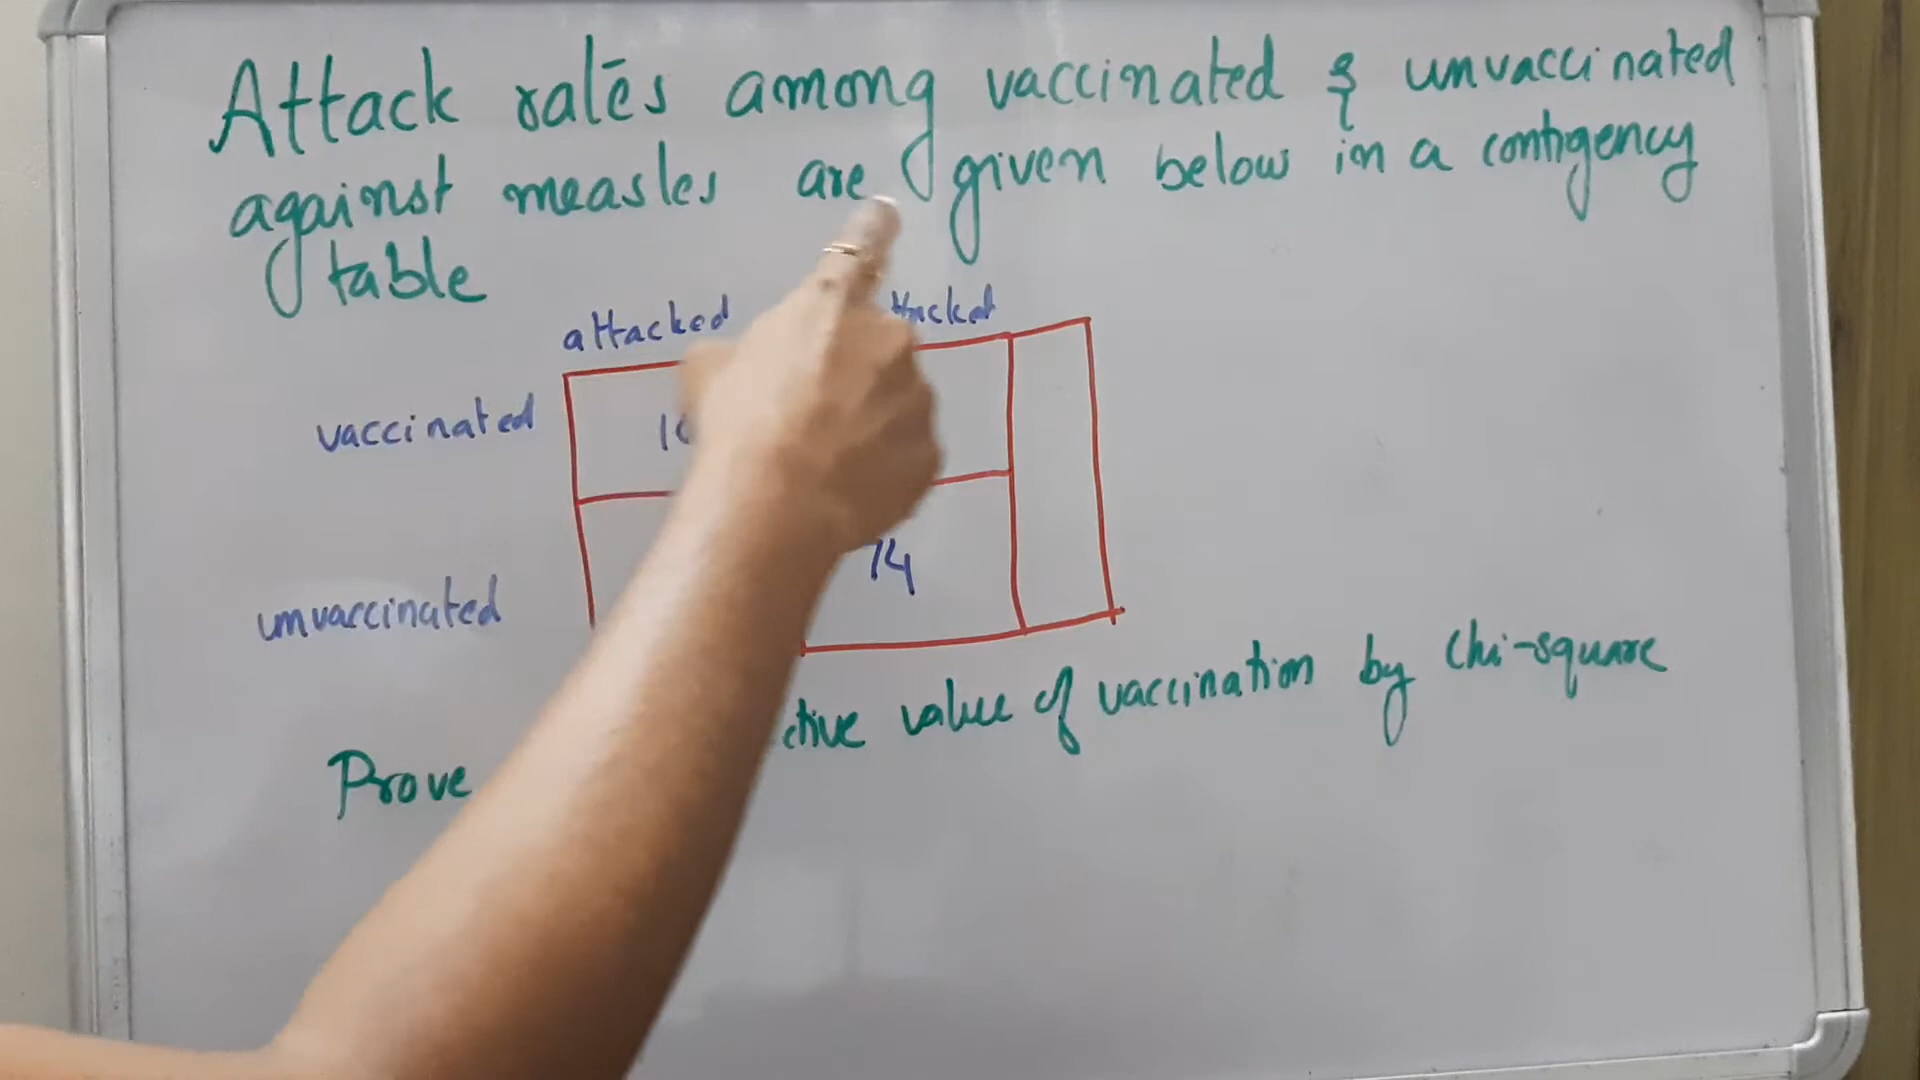 Attack rates among vaccinated & unvaccinated
against measles are given below in a contigency
table
attacked
vaccinated
unvaccinated 14
Prove value of vaccination by Chi-square